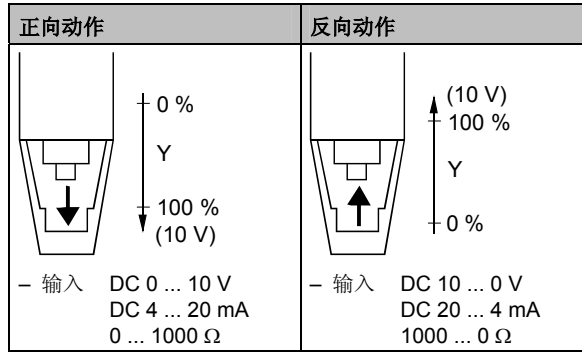 正向动作
0 %
Y
100 %
(10 V)
– 输入 DC 0 ... 10 V
DC 4 ... 20 mA
0 ... 1000 Ω
反向动作
(10 V)
100 %
Y
0 %
– 输入 DC 10 ... 0 V
DC 20 ... 4 mA
1000 ... 0 Ω